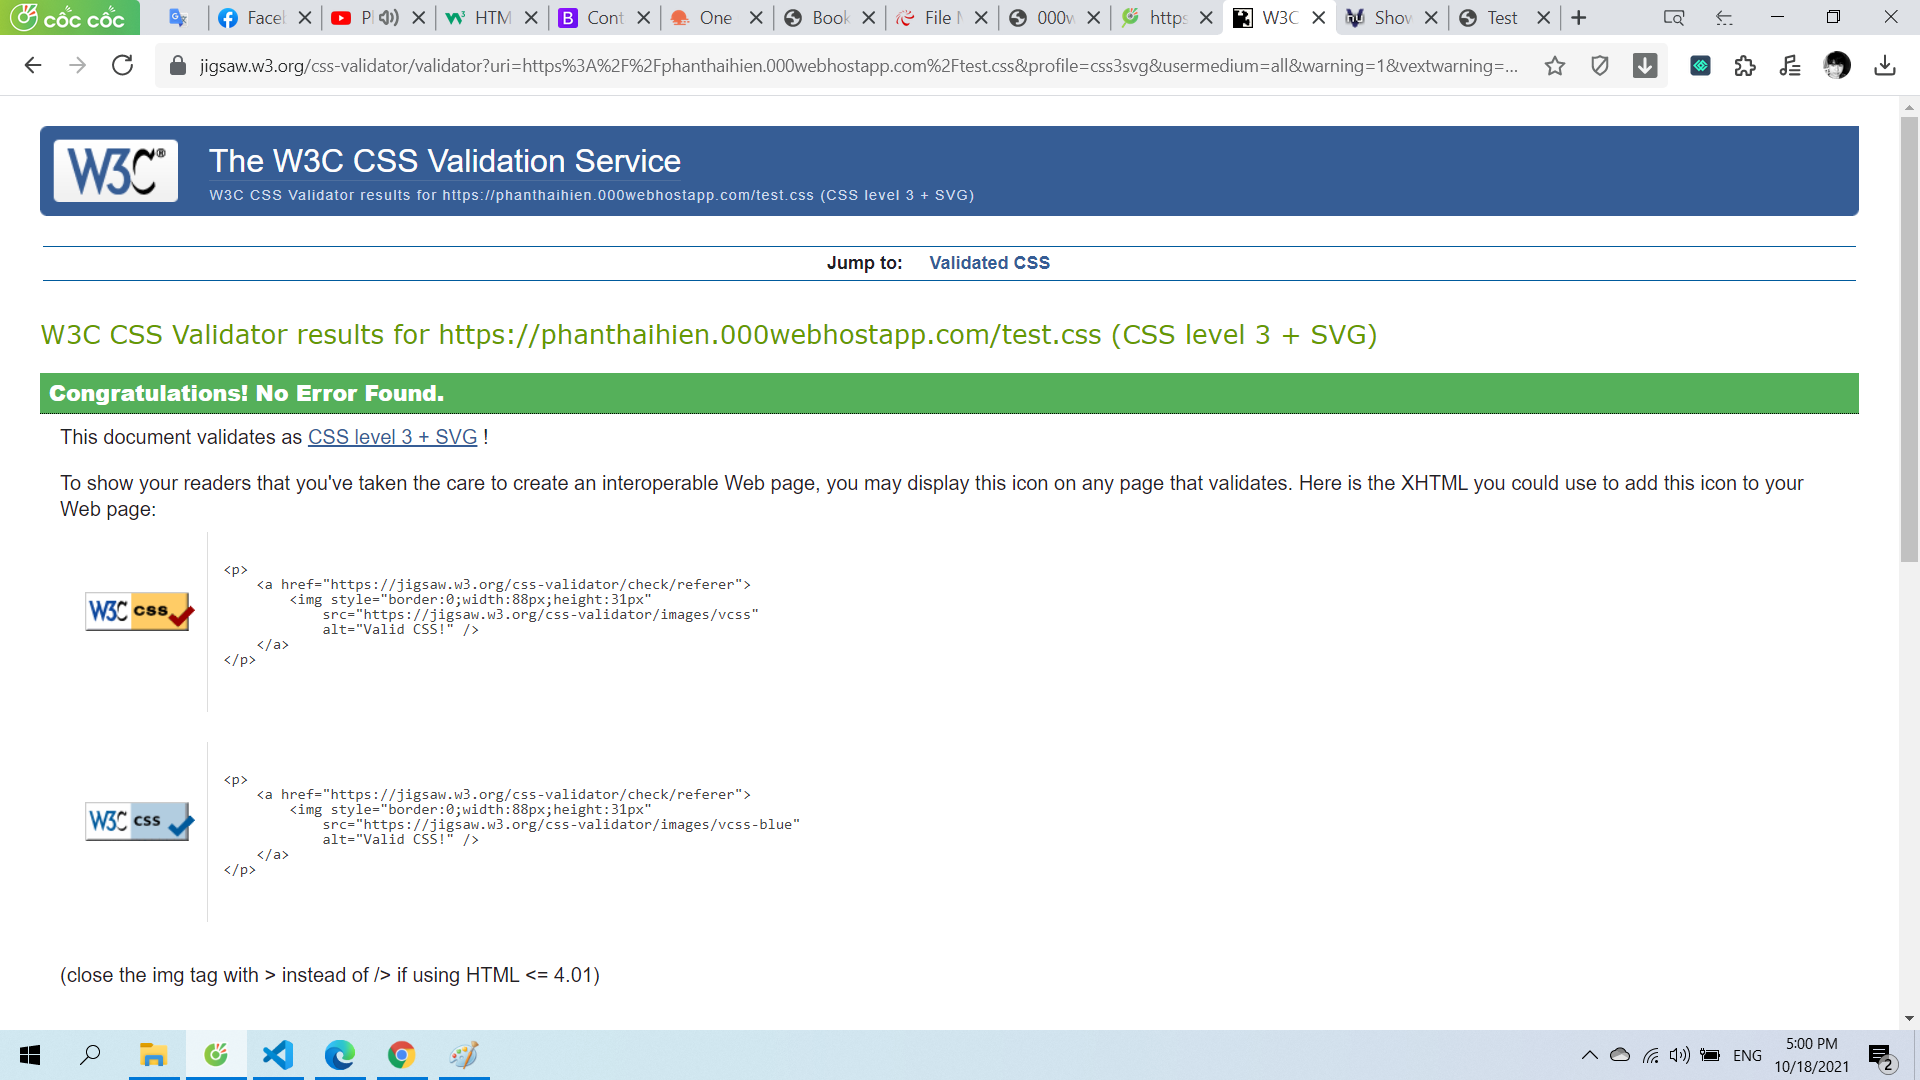 cốc cốc
Facel
Pl
HTM
Cont
One
Book
File M
000w
https
W3C
Show
Test
jigsaw.w3.org/css-validator/validator?uri=https%3A%2F%2Fphanthaihien.000webhostapp.com%2Ftest.css&profile=css3svg&usermedium=all&warning=1&vextwarning=...
W3C®
The W3C CSS Validation Service
W3C CSS Validator results for https://phanthaihien.000webhostapp.com/test.css (CSS level 3 + SVG)
Jump to: Validated CSS
W3C CSS Validator results for https://phanthaihien.000webhostapp.com/test.css (CSS level 3 + SVG)
Congratulations! No Error Found.
This document validates as CSS level 3 + SVG !
To show your readers that you've taken the care to create an interoperable Web page, you may display this icon on any page that validates. Here is the XHTML you could use to add this icon to your
Web page:
W3C css
<p>
<a href="https://jigsaw.w3.org/css-validator/check/referer">
<img style="border:0;width:88px;height:31px"
src="https://jigsaw.w3.org/css-validator/images/vcss"
alt="Valid CSS!" />
</a>
</p>
W3C css
<p>
<a href="https://jigsaw.w3.org/css-validator/check/referer">
<img style="border:0;width:88px;height:31px"
src="https://jigsaw.w3.org/css-validator/images/vcss-blue"
alt="Valid CSS!" />
</a>
</p>
(close the img tag with > instead of /> if using HTML <= 4.01)
ENG
5:00 PM
10/18/2021
2